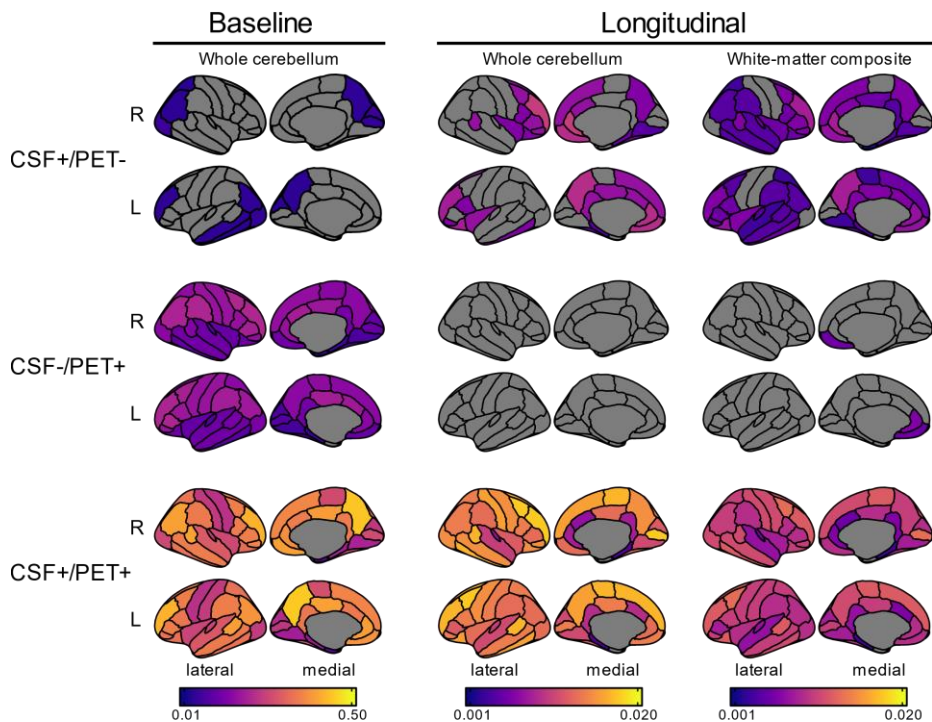 Baseline Longitudinal
Whole cerebellum Whole cerebellum White-matter composite
R
CSF+/PET-
L
R
CSF-/PET+
L
R
CSF+/PET+
L
lateral medial lateral medial lateral medial
0.01 0.50 0.001 0.020 0.001 0.020